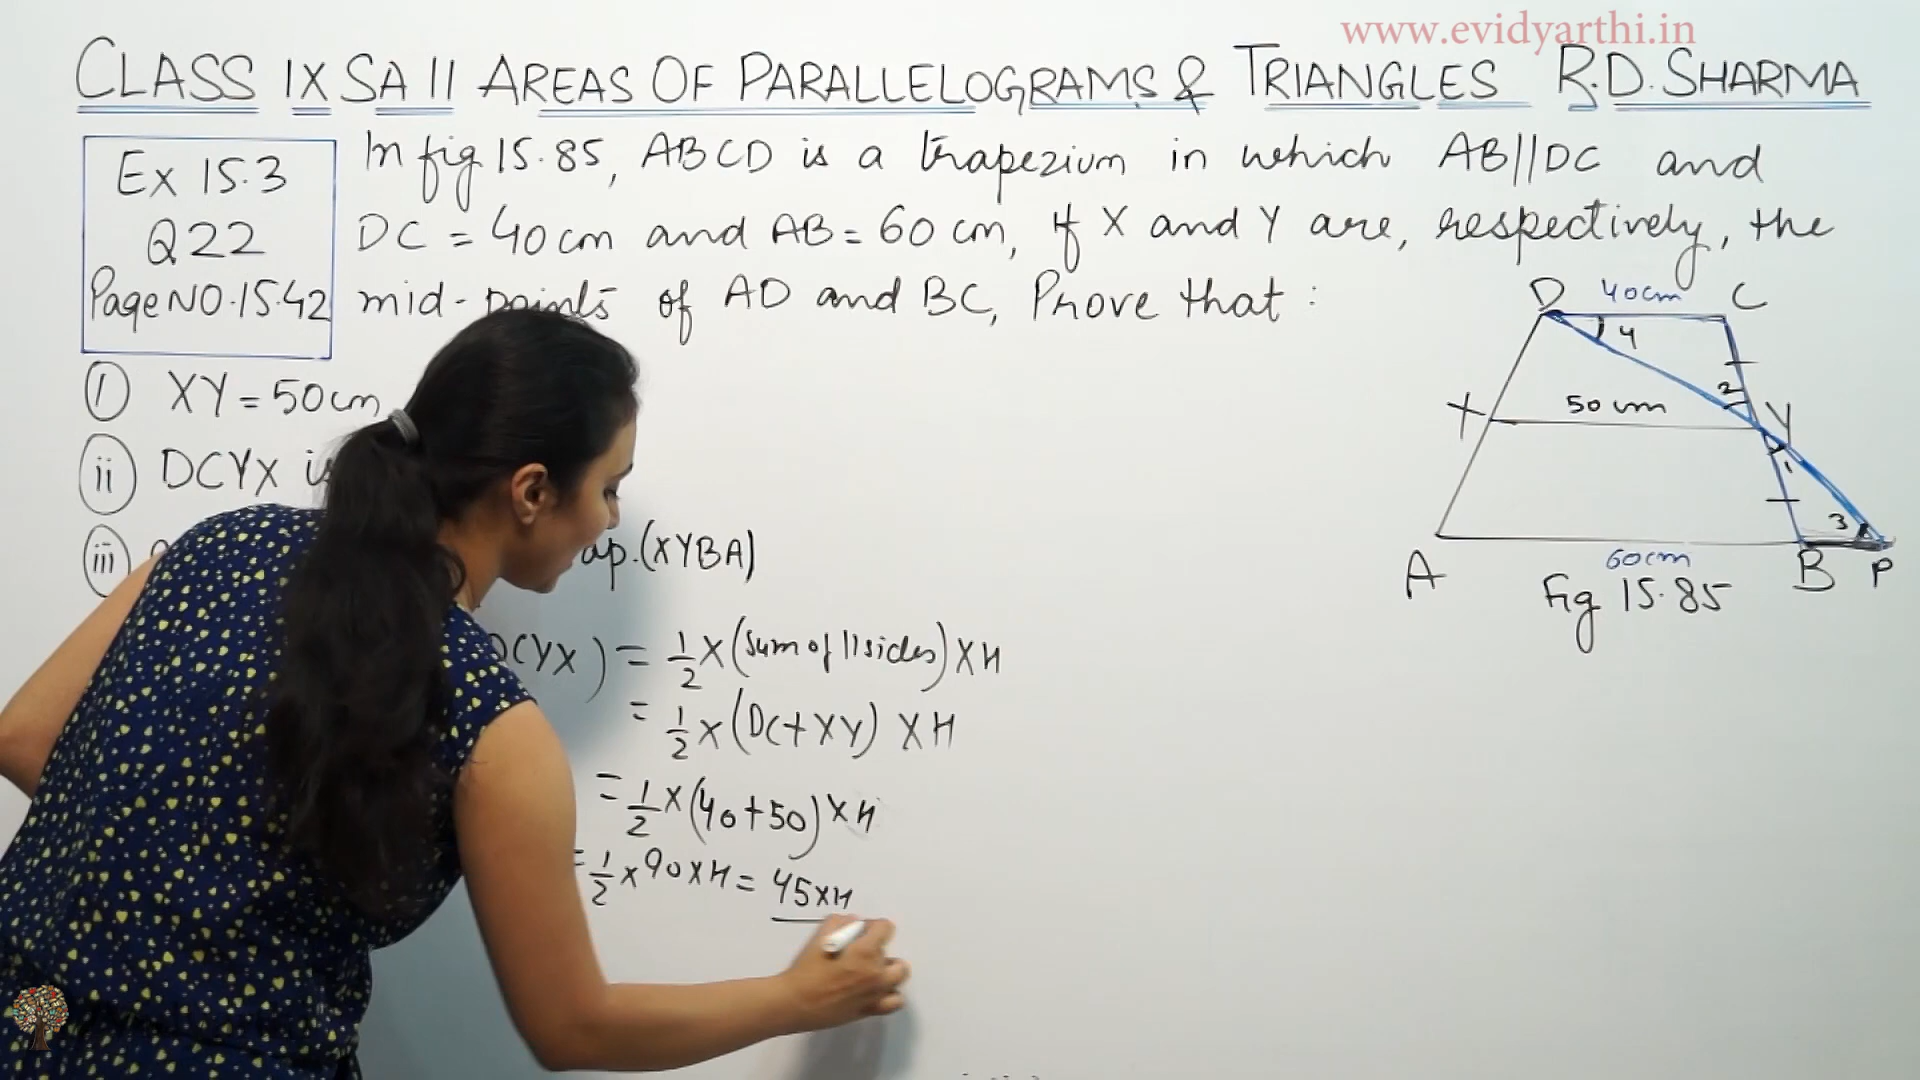 www.evidyarthi.in
CLASS IX SA II AREAS OF PARALLELOGRAMS & TRIANGLES R.D. SHARMA
Ex 15.3
Q22
Page NO. 15.42
In fig 15.85, ABCD is a trapezium in which AB||DC and
DC = 40 cm and AB = 60 cm, If X and Y are, respectively, the
mid-points of AD and BC, Prove that :
(i) XY = 50 cm
(ii) DCYX is
(iii)
ap.(XYBA)
DCYX) = 1/2 X (Sum of || sides) X H
= 1/2 X (DC + XY) X H
= 1/2 X (40+50) X H
= 1/2 X 90 X H = 45 X H
D 40cm C
4
2
X 50 cm Y
1
3
A 60cm B P
Fig 15.85